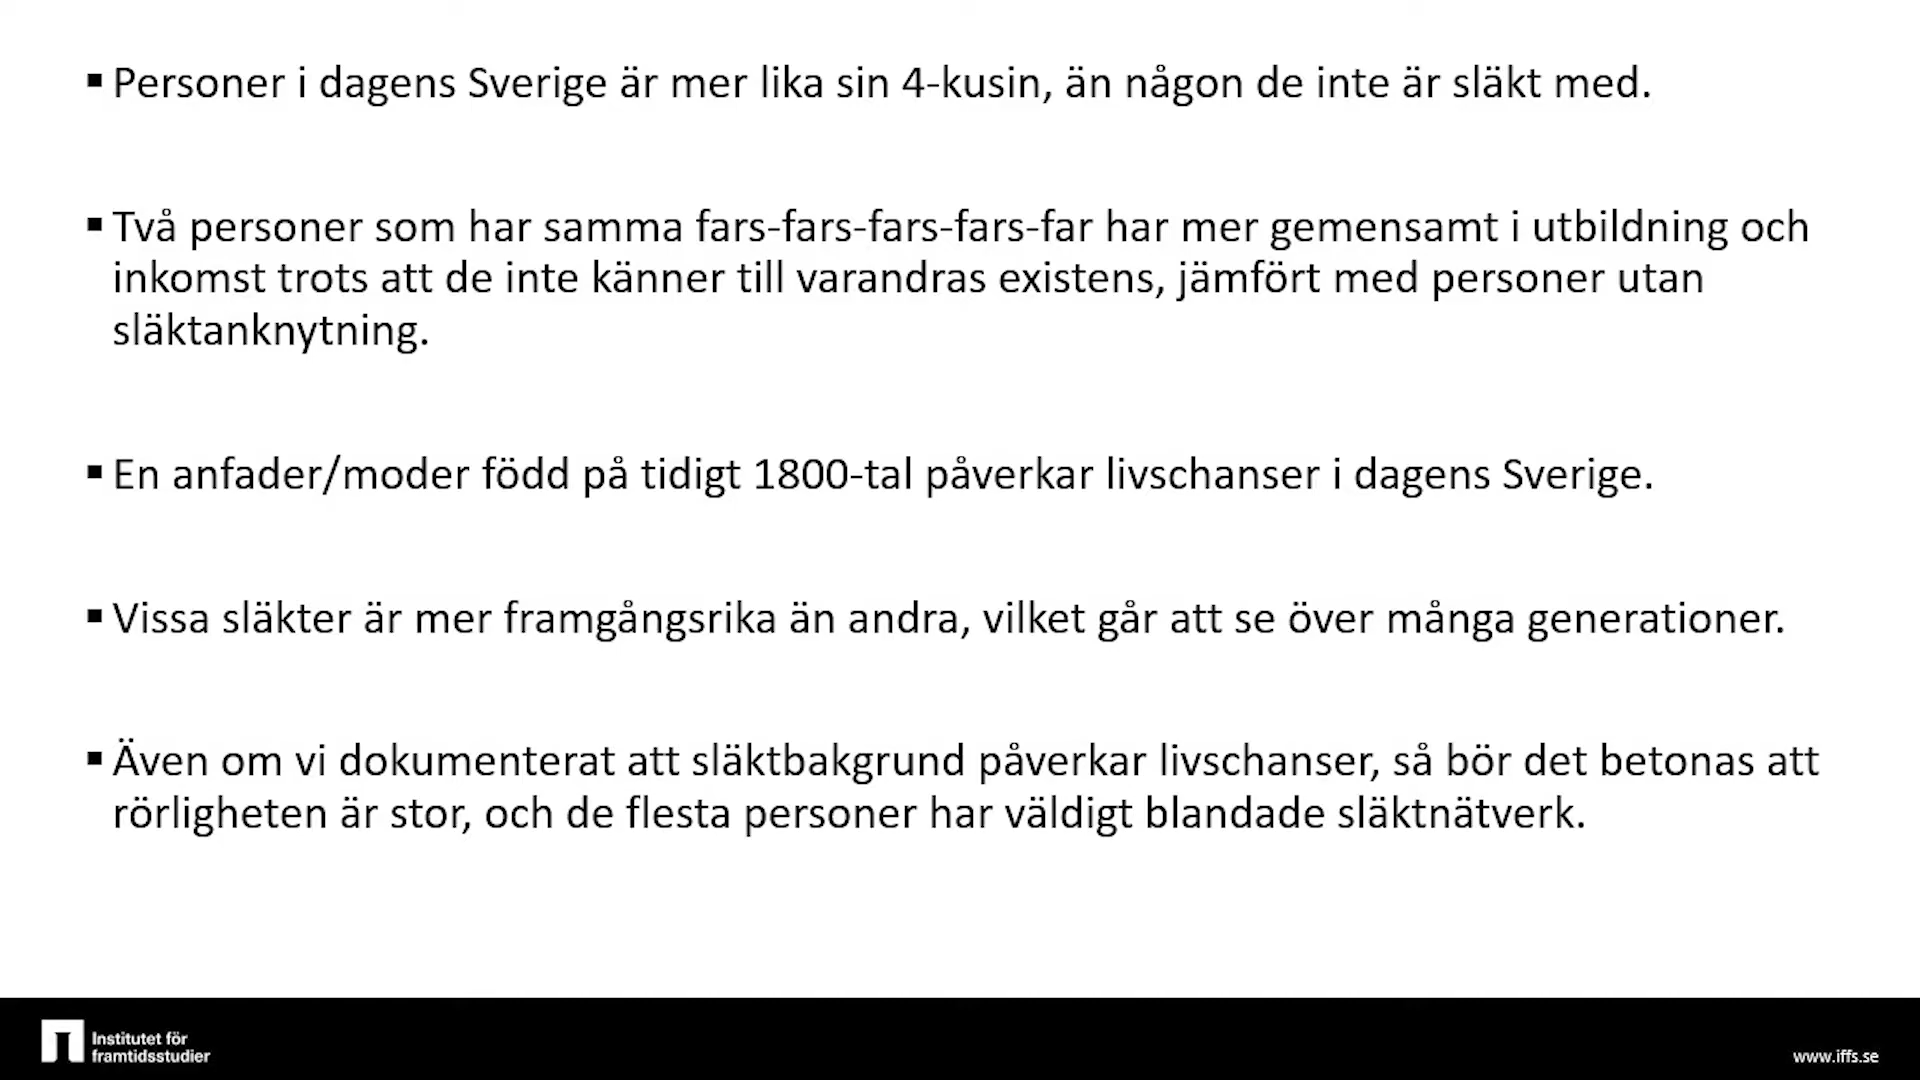 ▪ Personer i dagens Sverige är mer lika sin 4-kusin, än någon de inte är släkt med.
▪ Två personer som har samma fars-fars-fars-fars-far har mer gemensamt i utbildning och
inkomst trots att de inte känner till varandras existens, jämfört med personer utan
släktanknytning.
▪ En anfader/moder född på tidigt 1800-tal påverkar livschanser i dagens Sverige.
▪ Vissa släkter är mer framgångsrika än andra, vilket går att se över många generationer.
▪ Även om vi dokumenterat att släktbakgrund påverkar livschanser, så bör det betonas att
rörligheten är stor, och de flesta personer har väldigt blandade släktnätverk.
Institutet för
framtidsstudier
www.iffs.se